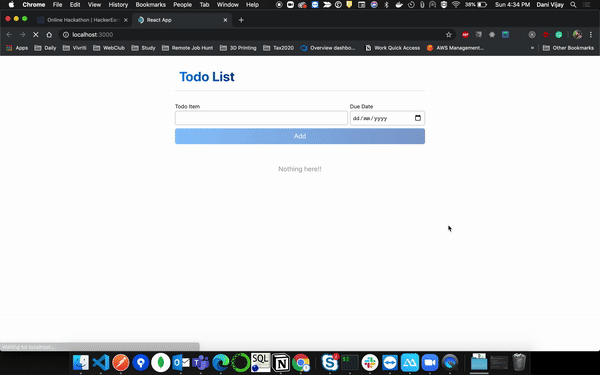 Chrome File Edit View History Bookmarks People Tab Window Help 38% Sun 4:34 PM Dani Vijay
Online Hackathon | HackerEar React App
localhost:3000
Apps Daily Vivriti WebClub Study Remote Job Hunt 3D Printing Tax2020 Overview dashbo... Work Quick Access AWS Management... Other Bookmarks
Todo List
Todo Item Due Date
dd/mm/yyyy
Add
Nothing here!!
Waiting for localhost...
SQL